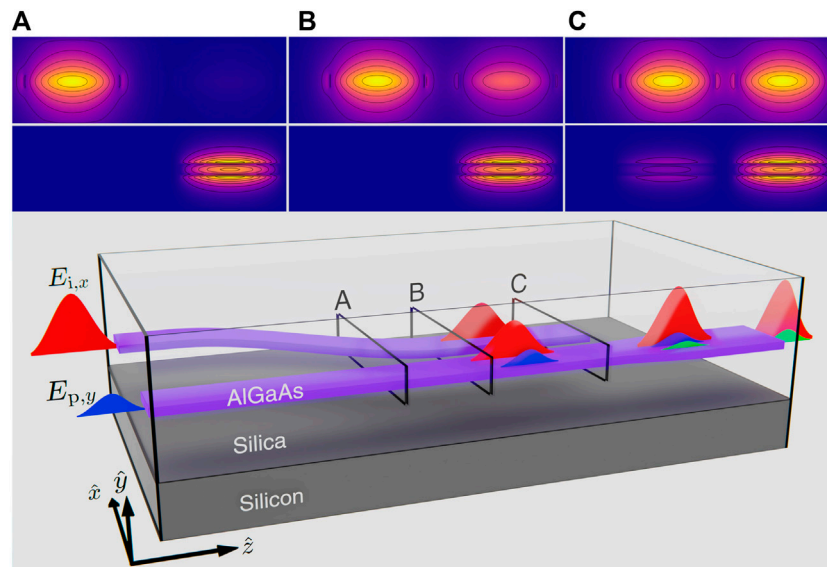 A B C
E_{i,x}
A B C
E_{p,y}
AlGaAs
Silica
Silicon
x̂ ŷ
ẑ